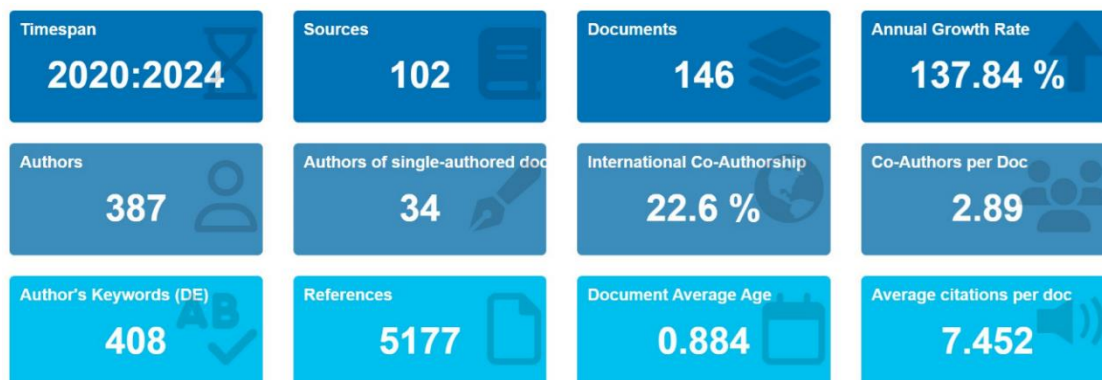 Timespan
2020:2024
Sources
102
Documents
146
Annual Growth Rate
137.84 %
Authors
387
Authors of single-authored doc
34
International Co-Authorship
22.6 %
Co-Authors per Doc
2.89
Author's Keywords (DE)
408
AB
References
5177
Document Average Age
0.884
Average citations per doc
7.452